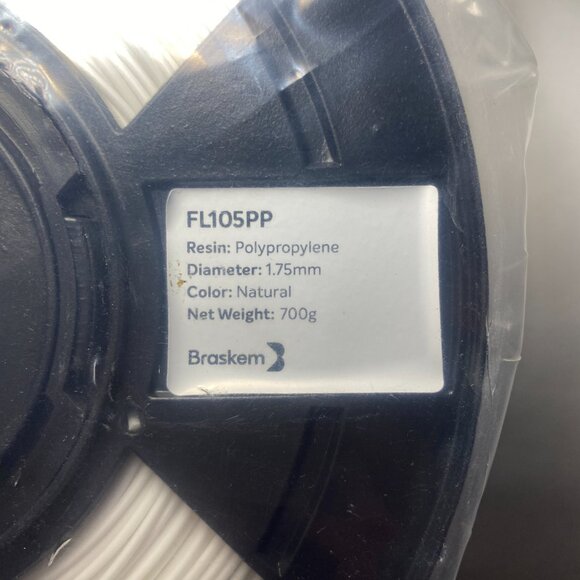 FL105PP
Resin: Polypropylene
Diameter: 1.75mm
Color: Natural
Net Weight: 700g
Braskem